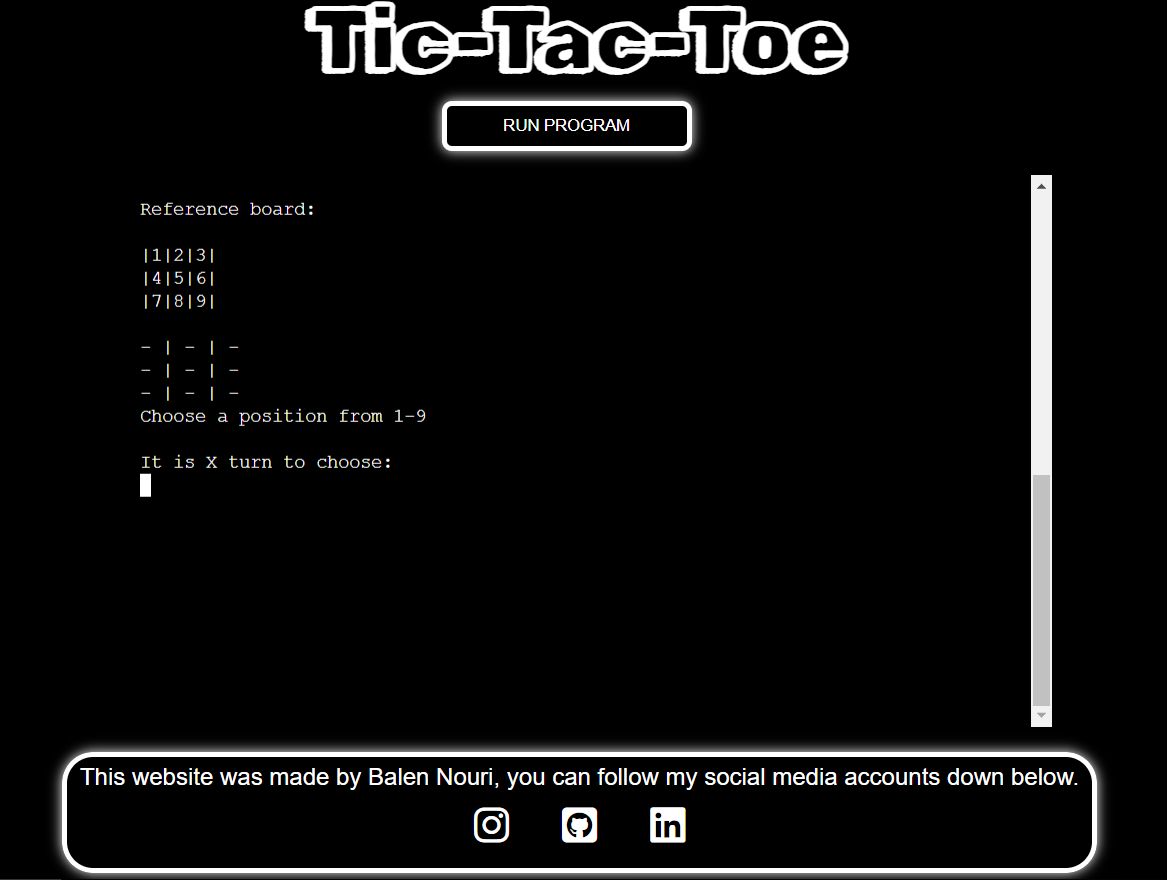 Tic-Tac-Toe
RUN PROGRAM
Reference board:
|1|2|3|
|4|5|6|
|7|8|9|
- | - | -
- | - | -
- | - | -
Choose a position from 1-9
It is X turn to choose:
This website was made by Balen Nouri, you can follow my social media accounts down below.
in